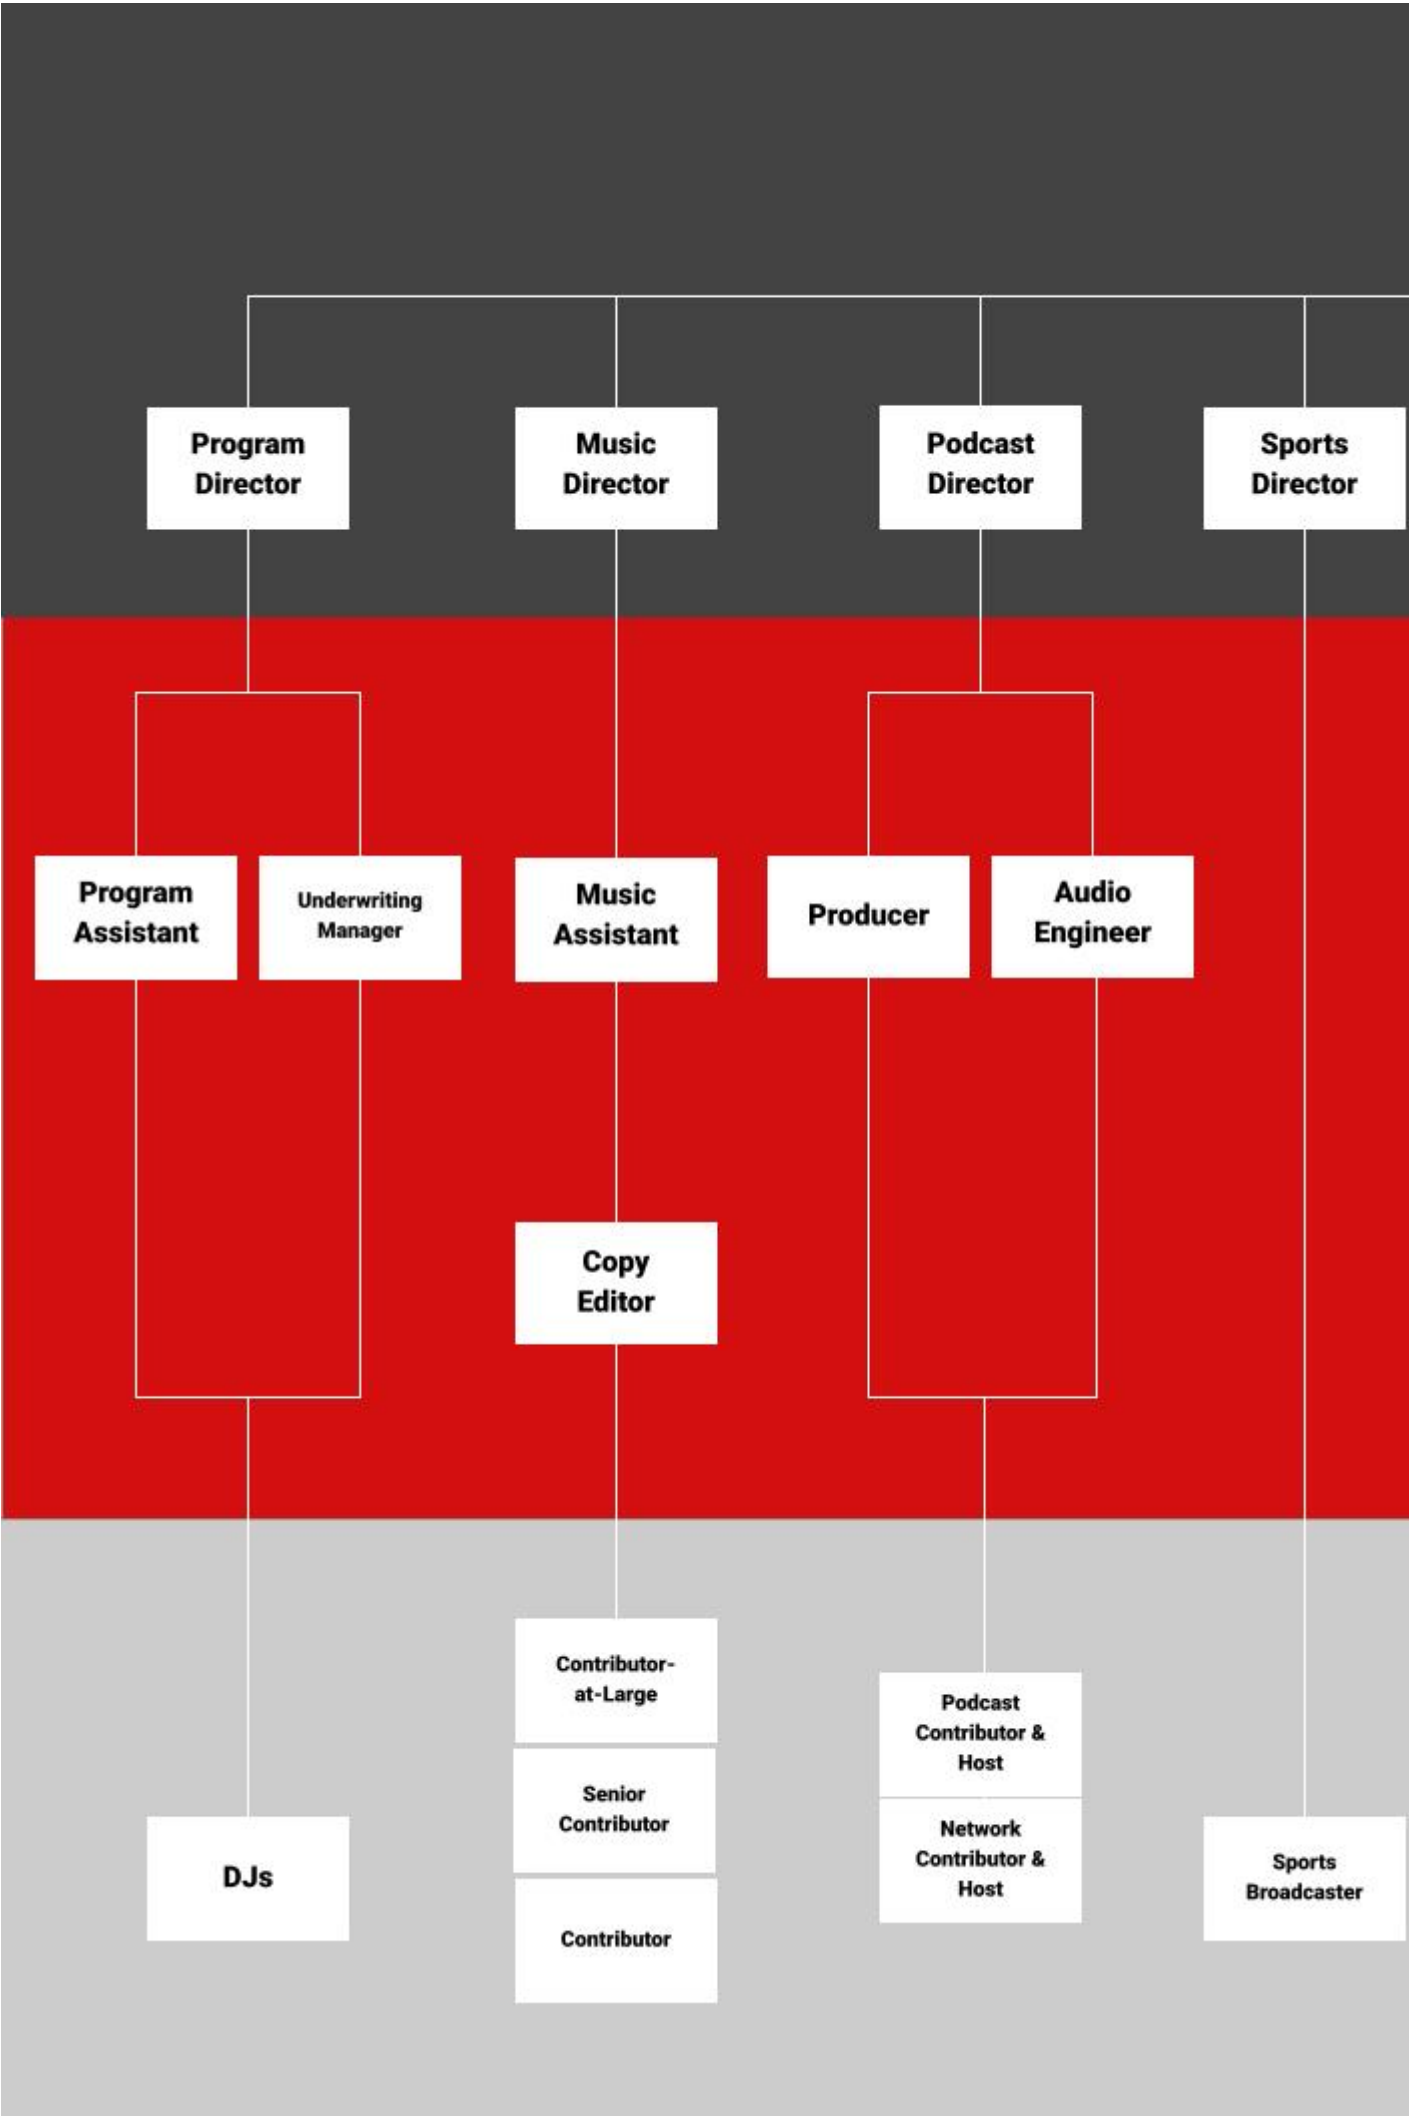 Program
Director
Music
Director
Podcast
Director
Sports
Director
Program
Assistant
Underwriting
Manager
Music
Assistant
Producer
Audio
Engineer
Copy
Editor
Contributor-
at-Large
Senior
Contributor
Contributor
Podcast
Contributor &
Host
Network
Contributor &
Host
DJs
Sports
Broadcaster